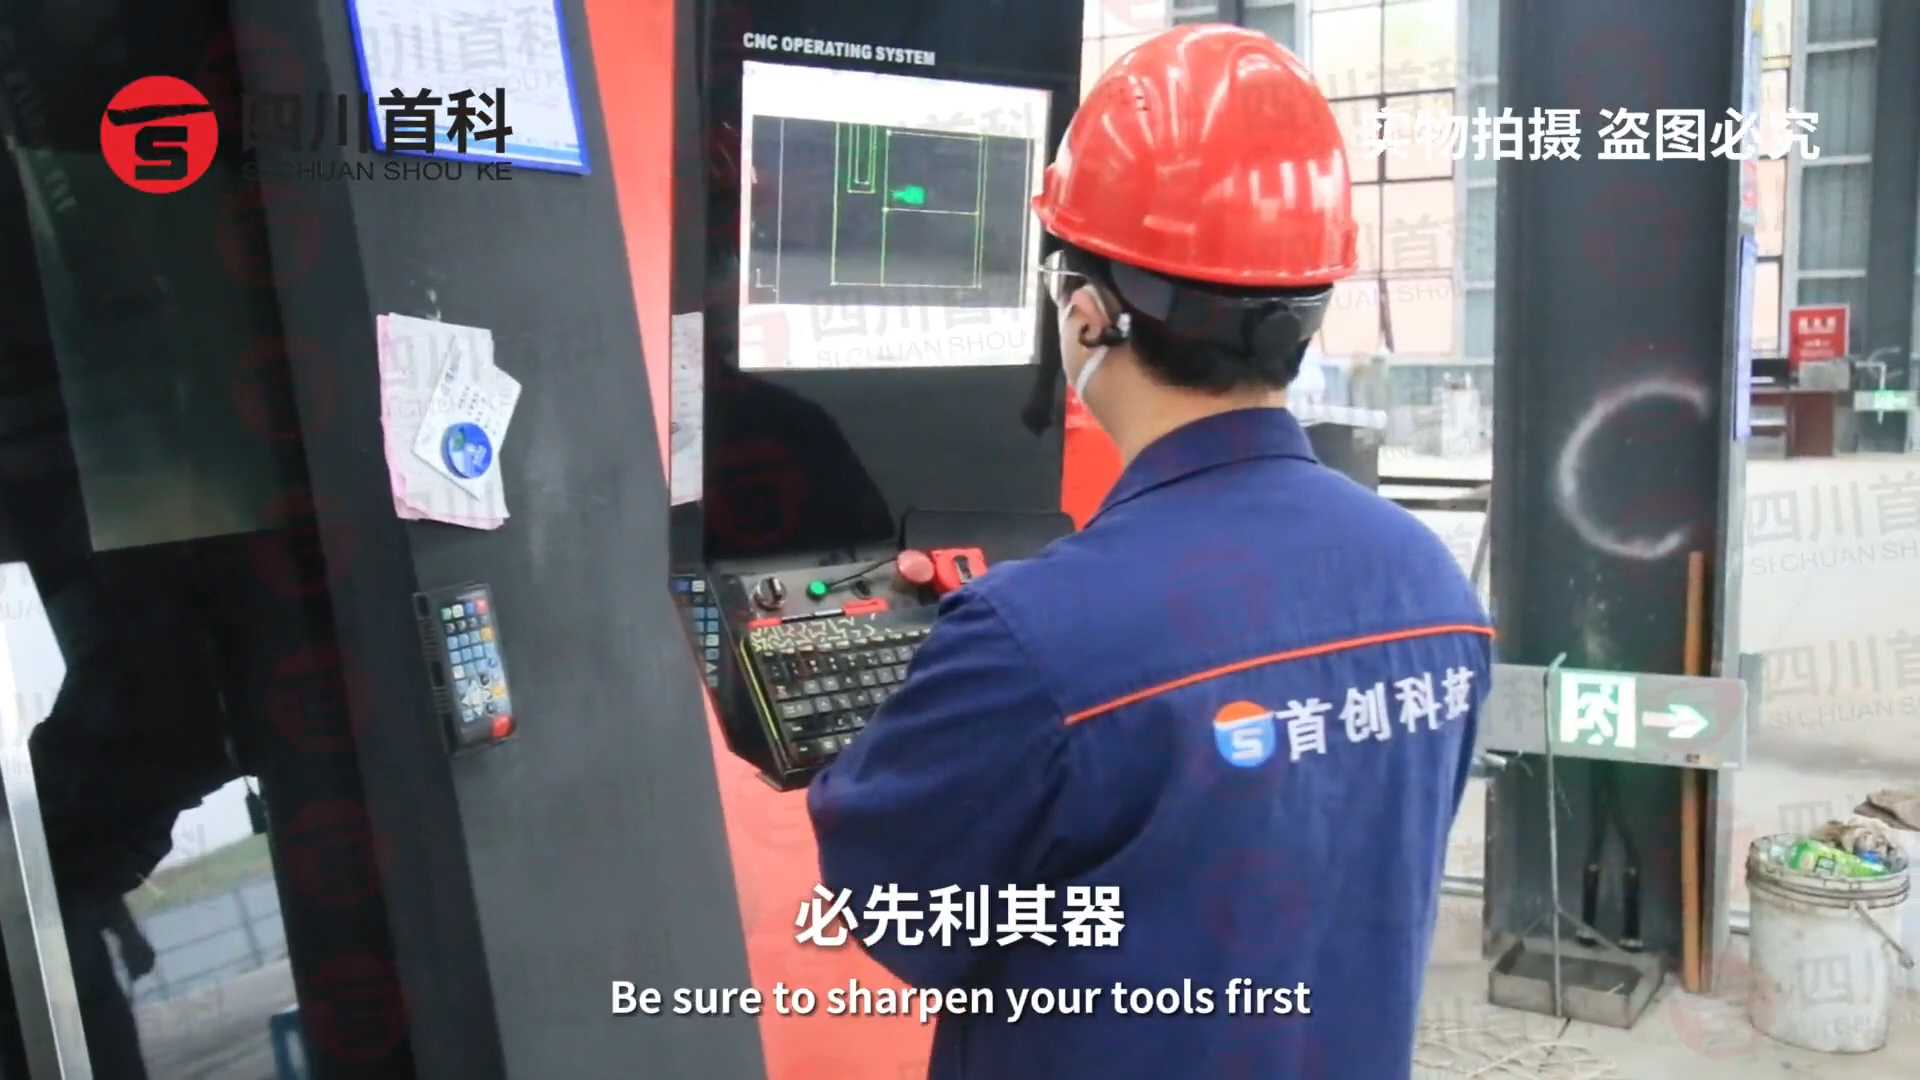 四川首科
SI CHUAN SHOU KE
CNC OPERATING SYSTEM
实物拍摄 盗图必究
首创科技
必先利其器
Be sure to sharpen your tools first